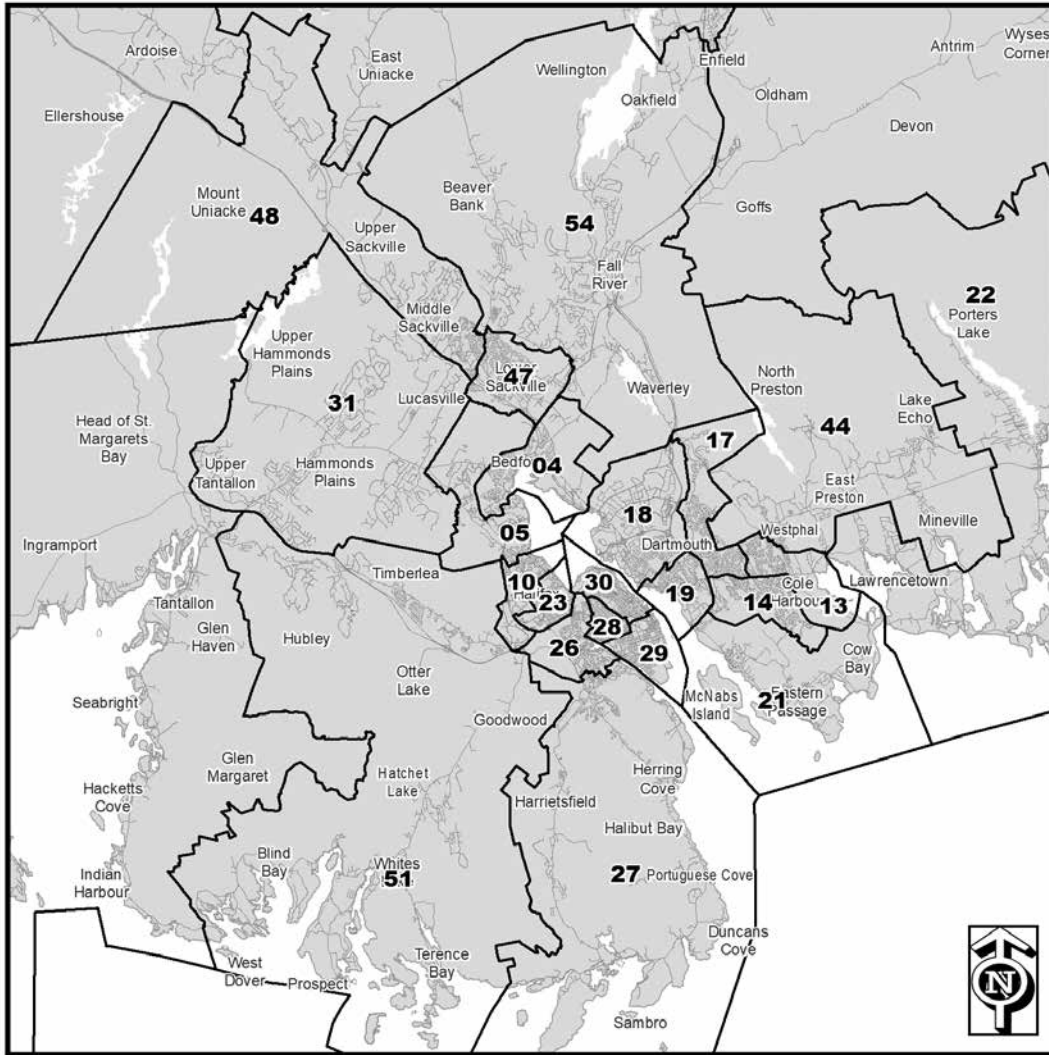 Ardoise
East
Uniacke
Wellington
Enfield
Antrim
Wyses
Corner
Ellershouse
Oakfield
Oldham
Devon
Mount
Uniacke
48
Beaver
Bank
54
Goffs
Upper
Sackville
Fall
River
22
Porters
Lake
Middle
Sackville
Upper
Hammonds
Plains
47
Lower
Sackville
Waverley
North
Preston
31
Lucasville
Lake
Echo
44
17
Head of St.
Margarets
Bay
Upper
Tantallon
Hammonds
Plains
04
East
Preston
18
Mineville
05
Westphal
Dartmouth
Ingramport
Timberlea
10
30
Cole
Lawrencetown
23
19
14
13
Tantallon
Glen
Haven
Hubley
28
26
29
Cow
Bay
Otter
Lake
McNabs
Island
21
Eastern
Passage
Seabright
Goodwood
Glen
Margaret
Hatchet
Lake
Herring
Cove
Hacketts
Cove
Harrietsfield
Halibut Bay
Blind
Bay
Whites
51
27
Portuguese Cove
Indian
Harbour
Duncans
Cove
West
Dover
Prospect
Terence
Bay
Sambro
N